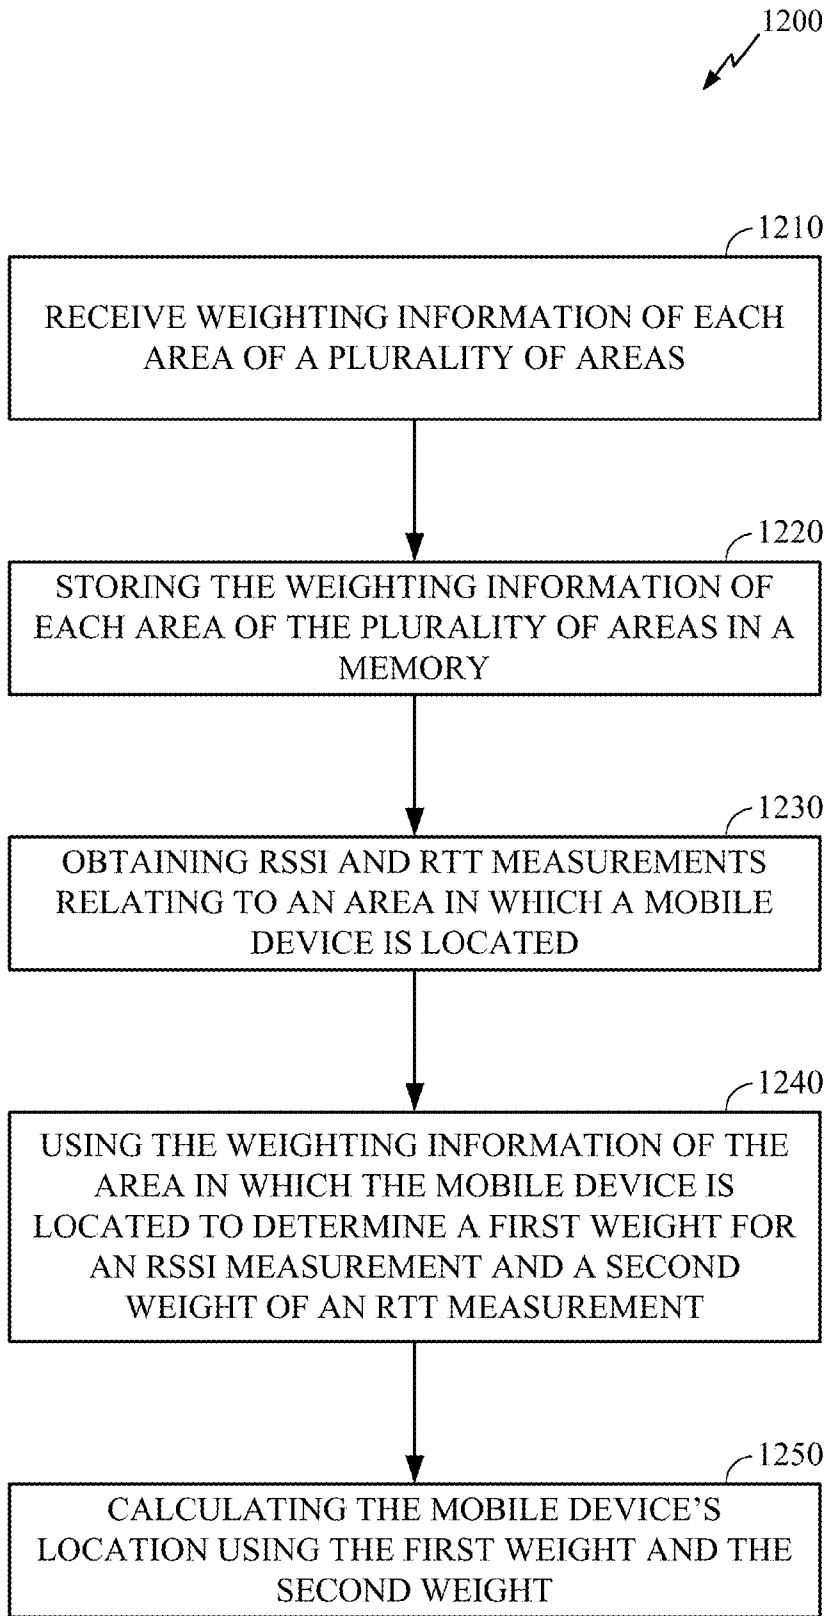 1200
1210
RECEIVE WEIGHTING INFORMATION OF EACH
AREA OF A PLURALITY OF AREAS
1220
STORING THE WEIGHTING INFORMATION OF
EACH AREA OF THE PLURALITY OF AREAS IN A
MEMORY
1230
OBTAINING RSSI AND RTT MEASUREMENTS
RELATING TO AN AREA IN WHICH A MOBILE
DEVICE IS LOCATED
1240
USING THE WEIGHTING INFORMATION OF THE
AREA IN WHICH THE MOBILE DEVICE IS
LOCATED TO DETERMINE A FIRST WEIGHT FOR
AN RSSI MEASUREMENT AND A SECOND
WEIGHT OF AN RTT MEASUREMENT
1250
CALCULATING THE MOBILE DEVICE'S
LOCATION USING THE FIRST WEIGHT AND THE
SECOND WEIGHT